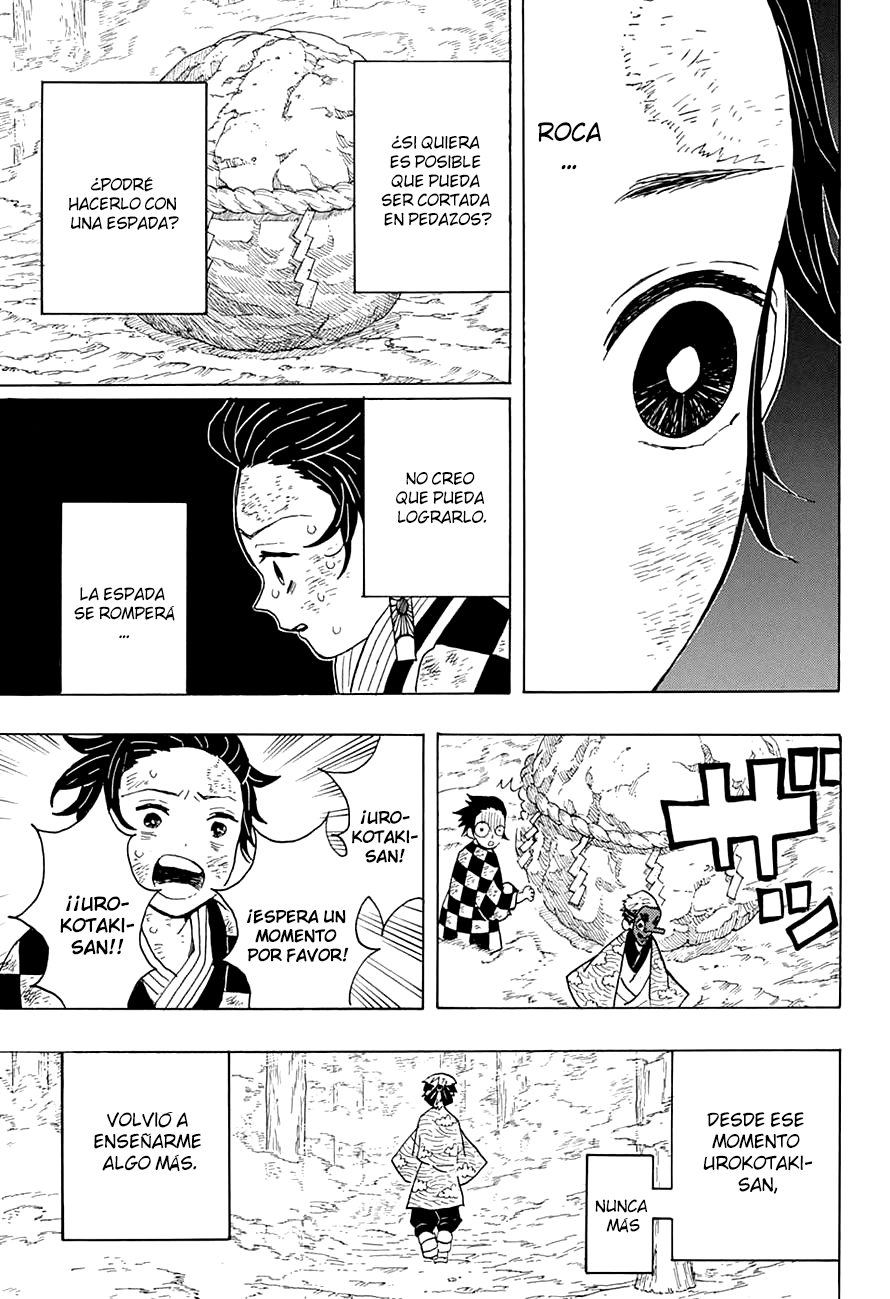 ROCA
...
¿SI QUIERA
ES POSIBLE
QUE PUEDA
SER CORTADA
EN PEDAZOS?
¿PODRÉ
HACERLO CON
UNA ESPADA?
NO CREO
QUE PUEDA
LOGRARLO.
LA ESPADA
SE ROMPERÁ
...
サ
¡URO-
KOTAKI-
SAN!
¡ESPERA UN
MOMENTO
POR FAVOR!
¡¡URO-
KOTAKI-
SAN!!
DESDE ESE
MOMENTO
UROKOTAKI-
SAN,
NUNCA
MÁS
VOLVIÓ A
ENSEÑARME
ALGO MÁS.